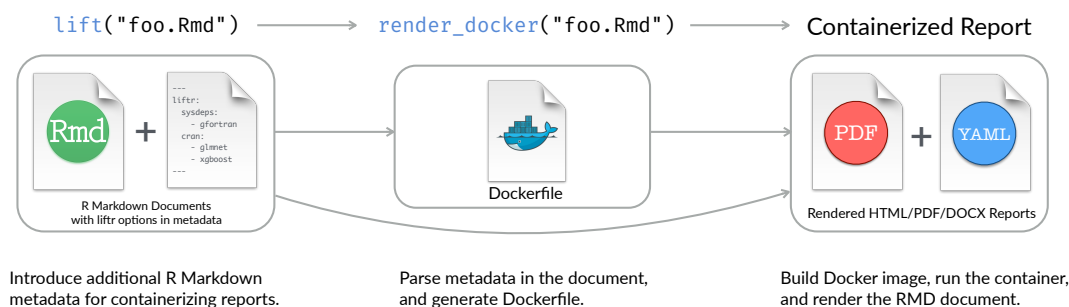 lift("foo.Rmd")
render_docker("foo.Rmd")
Containerized Report
Rmd
+
---
liftr:
  sysdeps:
    - gfortran
  cran:
    - glmnet
    - xgboost
---
R Markdown Documents
with liftr options in metadata
Dockerfile
PDF
+
YAML
Rendered HTML/PDF/DOCX Reports
Introduce additional R Markdown
metadata for containerizing reports.
Parse metadata in the document,
and generate Dockerfile.
Build Docker image, run the container,
and render the RMD document.